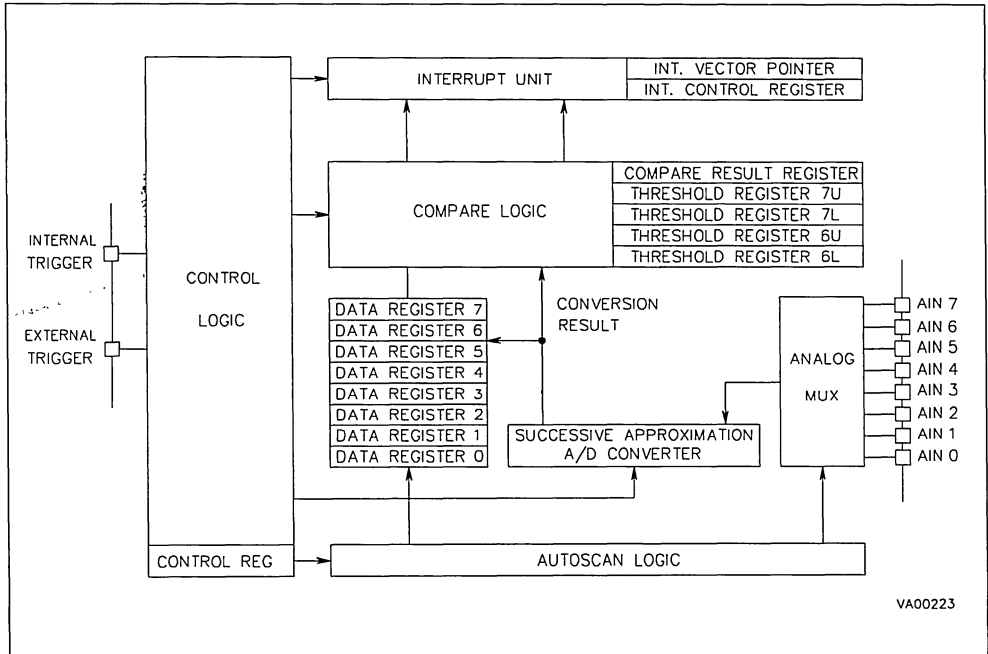 INTERRUPT UNIT
INT. VECTOR POINTER
INT. CONTROL REGISTER
COMPARE LOGIC
COMPARE RESULT REGISTER
THRESHOLD REGISTER 7U
THRESHOLD REGISTER 7L
THRESHOLD REGISTER 6U
THRESHOLD REGISTER 6L
INTERNAL
TRIGGER
EXTERNAL
TRIGGER
CONTROL
LOGIC
CONTROL REG
DATA REGISTER 7
DATA REGISTER 6
DATA REGISTER 5
DATA REGISTER 4
DATA REGISTER 3
DATA REGISTER 2
DATA REGISTER 1
DATA REGISTER 0
CONVERSION
RESULT
SUCCESSIVE APPROXIMATION
A/D CONVERTER
ANALOG
MUX
AIN 7
AIN 6
AIN 5
AIN 4
AIN 3
AIN 2
AIN 1
AIN 0
AUTOSCAN LOGIC
VA00223